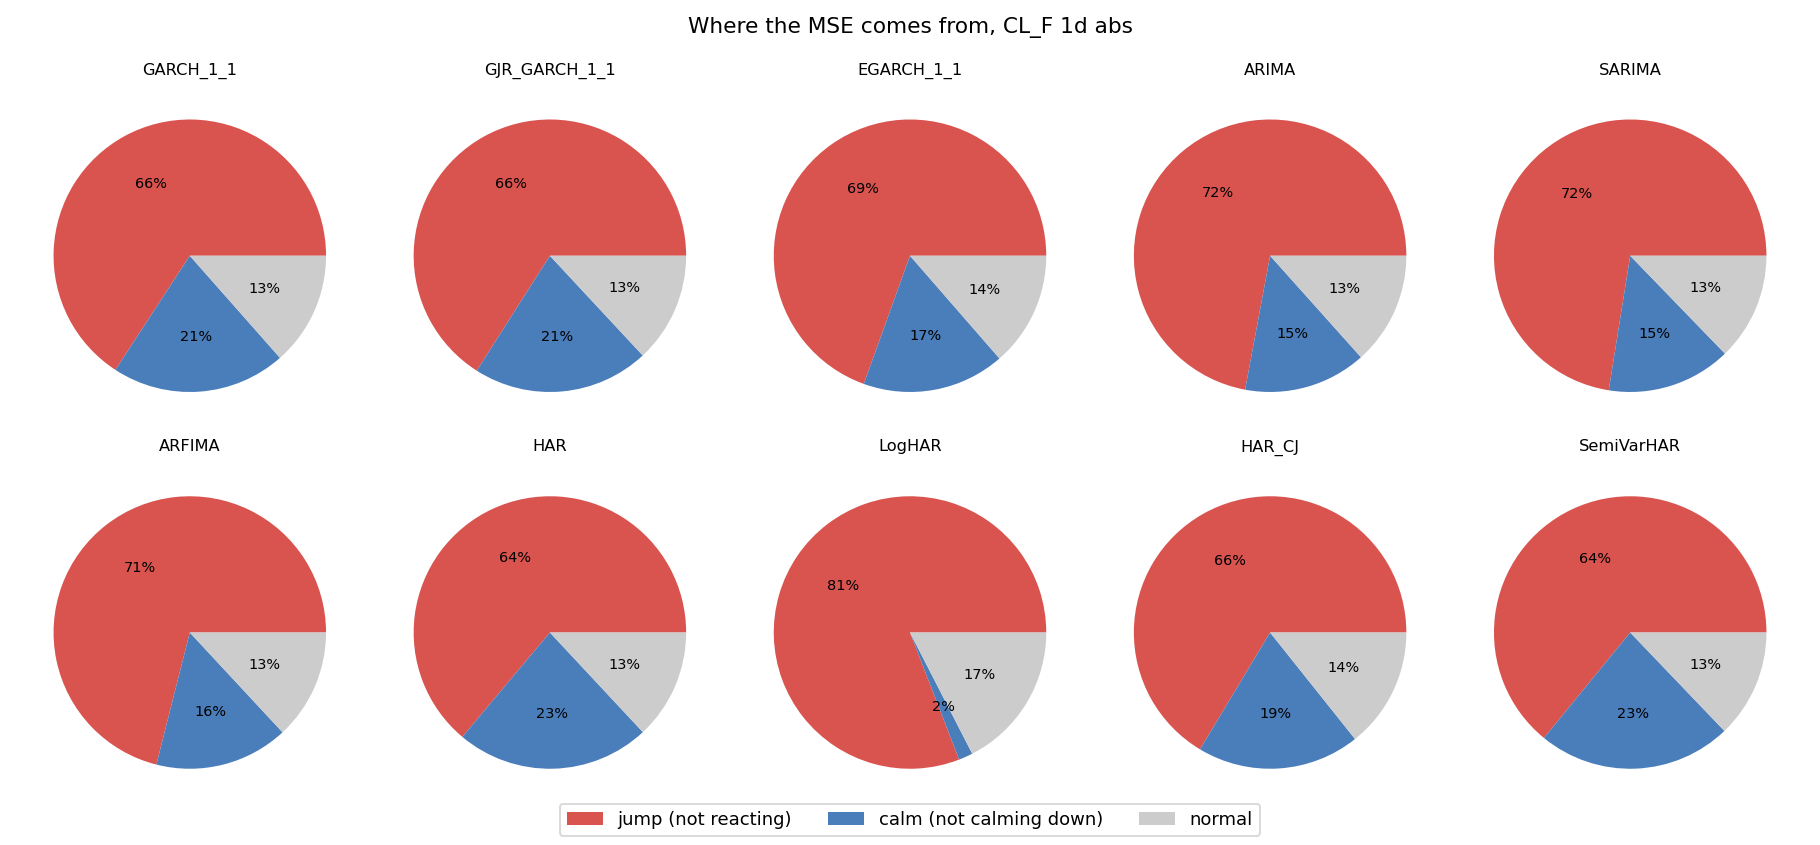 Where the MSE comes from, CL_F 1d abs
GARCH_1_1
GJR_GARCH_1_1
EGARCH_1_1
ARIMA
SARIMA
66%
21%
13%
66%
21%
13%
69%
17%
14%
72%
15%
13%
72%
15%
13%
ARFIMA
HAR
LogHAR
HAR_CJ
SemiVarHAR
71%
16%
13%
64%
23%
13%
81%
2%
17%
66%
19%
14%
64%
23%
13%
jump (not reacting)
calm (not calming down)
normal